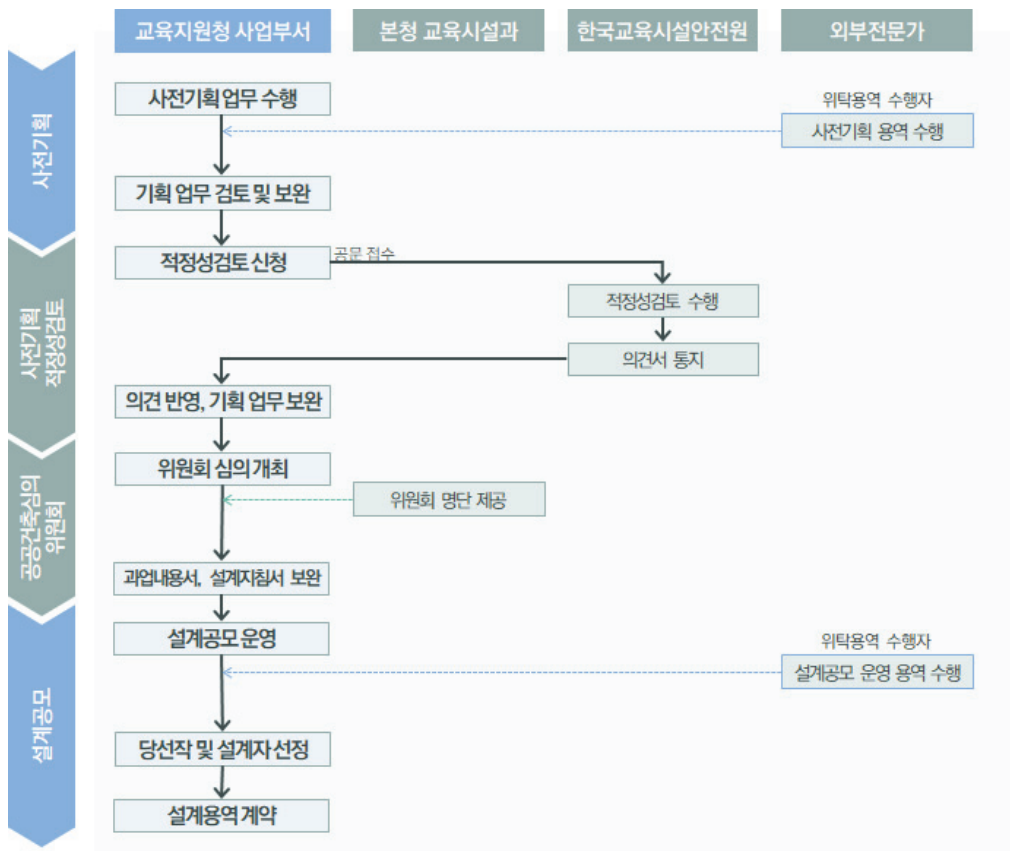 교육지원청 사업부서
본청 교육시설과
한국교육시설안전원
외부전문가
사전기획
사전기획 업무 수행
위탁용역 수행자
사전기획 용역 수행
기획 업무 검토 및 보완
사전기획
적정성검토
적정성검토 신청
공문 접수
적정성검토 수행
의견서 통지
의견 반영, 기획 업무 보완
공공건축심의
위원회
위원회 심의 개최
위원회 명단 제공
과업내용서, 설계지침서 보완
설계공모
설계공모 운영
위탁용역 수행자
설계공모 운영 용역 수행
당선작 및 설계자 선정
설계용역 계약